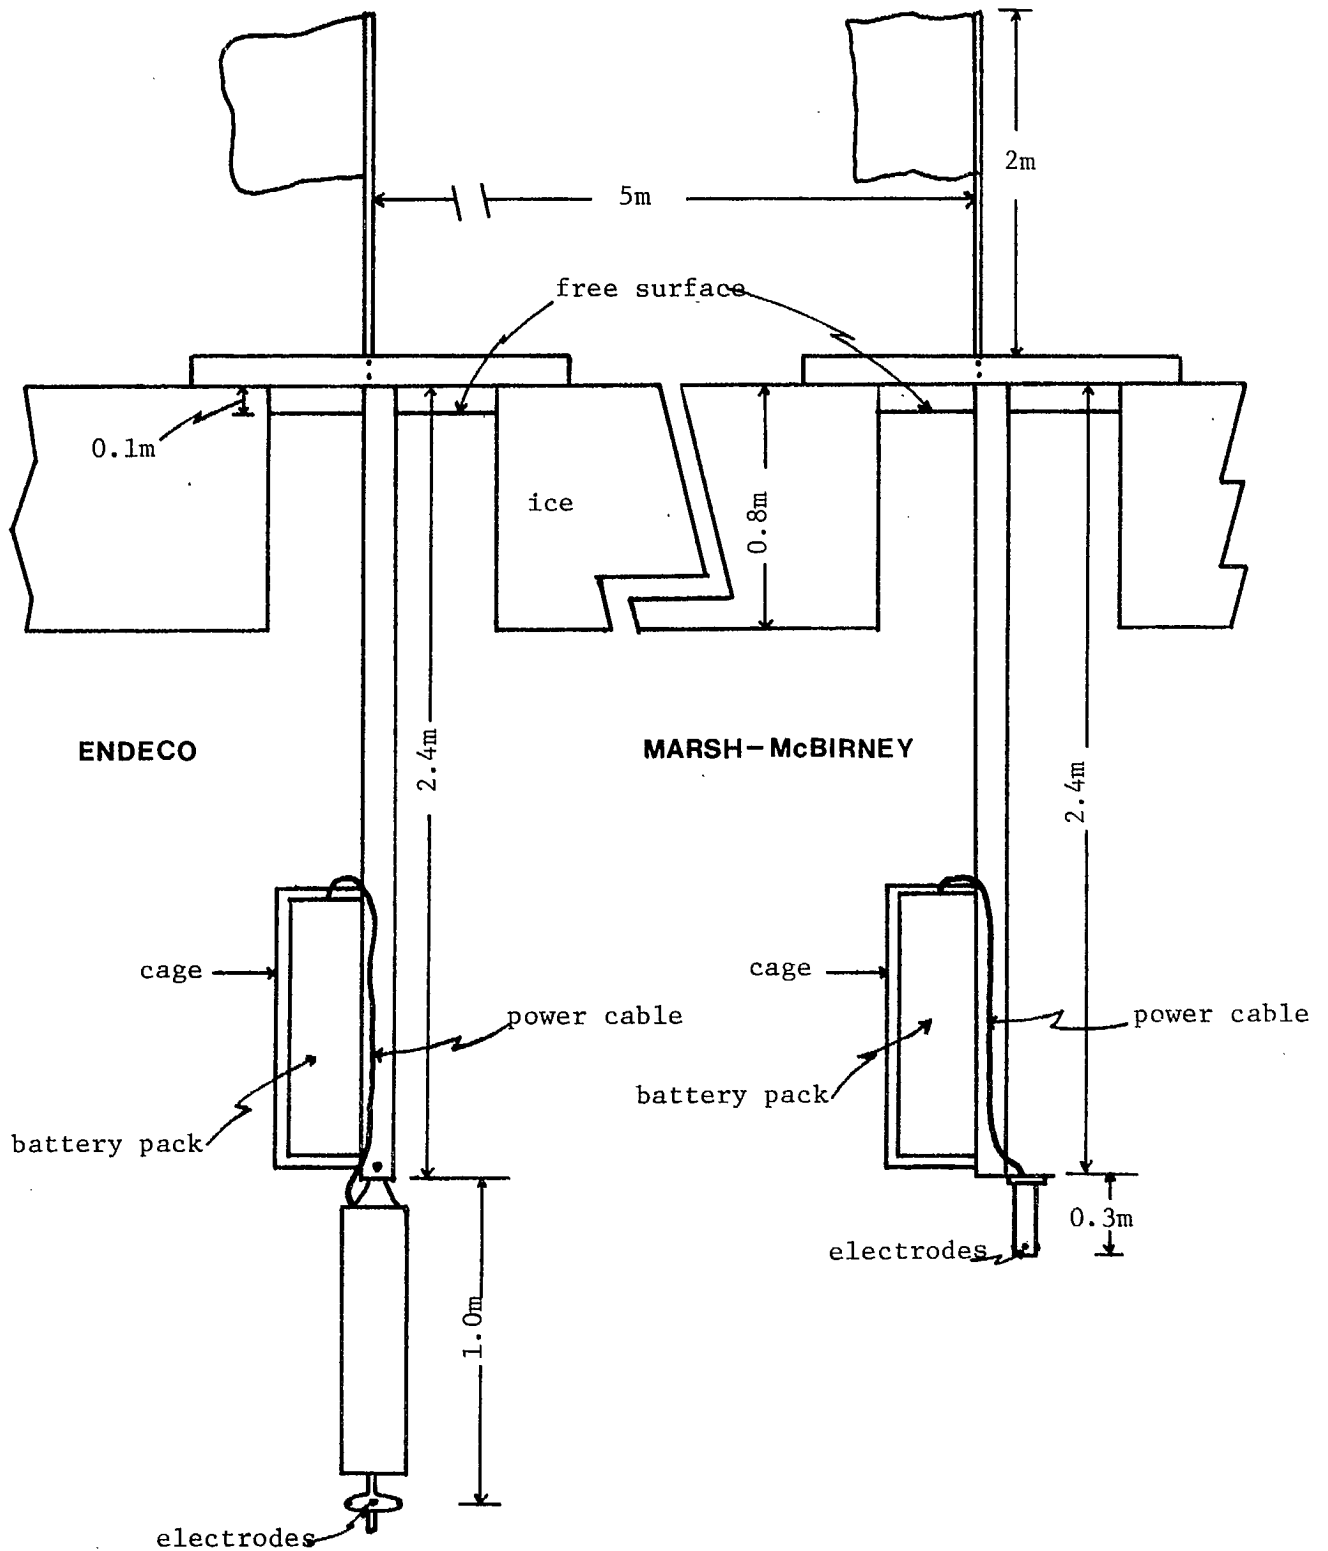 2m
5m
free surface
0.1m
ice
0.8m
ENDECO
MARSH-McBIRNEY
2.4m
2.4m
cage
cage
power cable
power cable
battery pack
battery pack
0.3m
electrodes
1.0m
electrodes